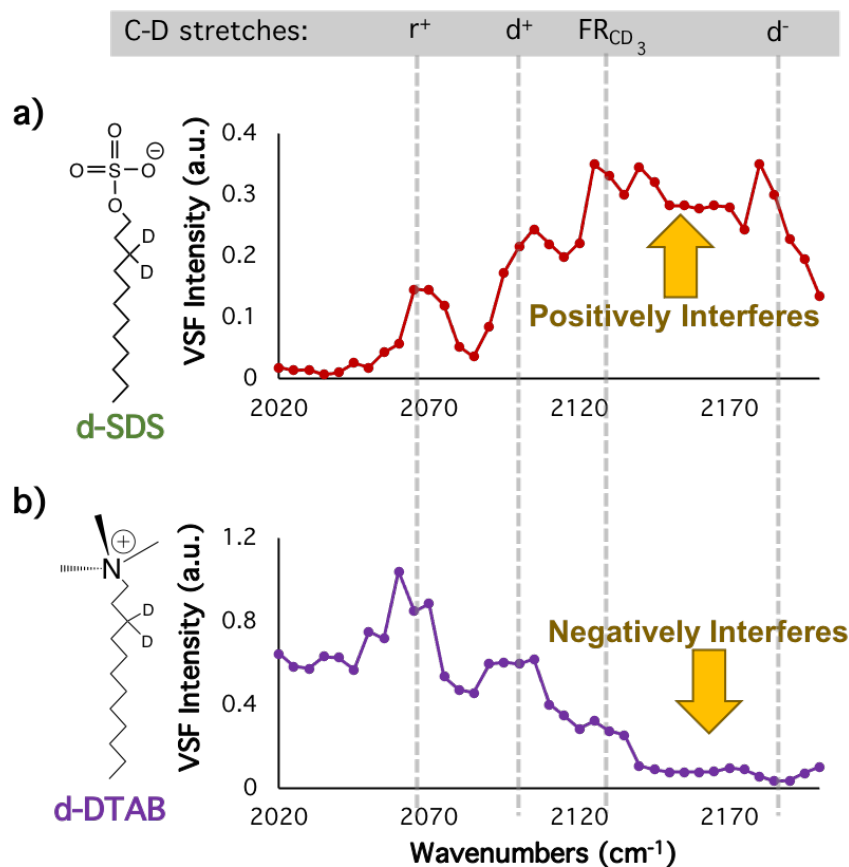 C-D stretches: r⁺ d⁺ FR_CD₃ d⁻
a)
O
O=S-O ⊖
O
O
D
D
d-SDS
VSF Intensity (a.u.)
0.4
0.3
0.2
0.1
0
Positively Interferes
2020 2070 2120 2170
b)
N
+
D
D
d-DTAB
VSF Intensity (a.u.)
1.2
0.8
0.4
0
Negatively Interferes
2020 2070 2120 2170
Wavenumbers (cm⁻¹)